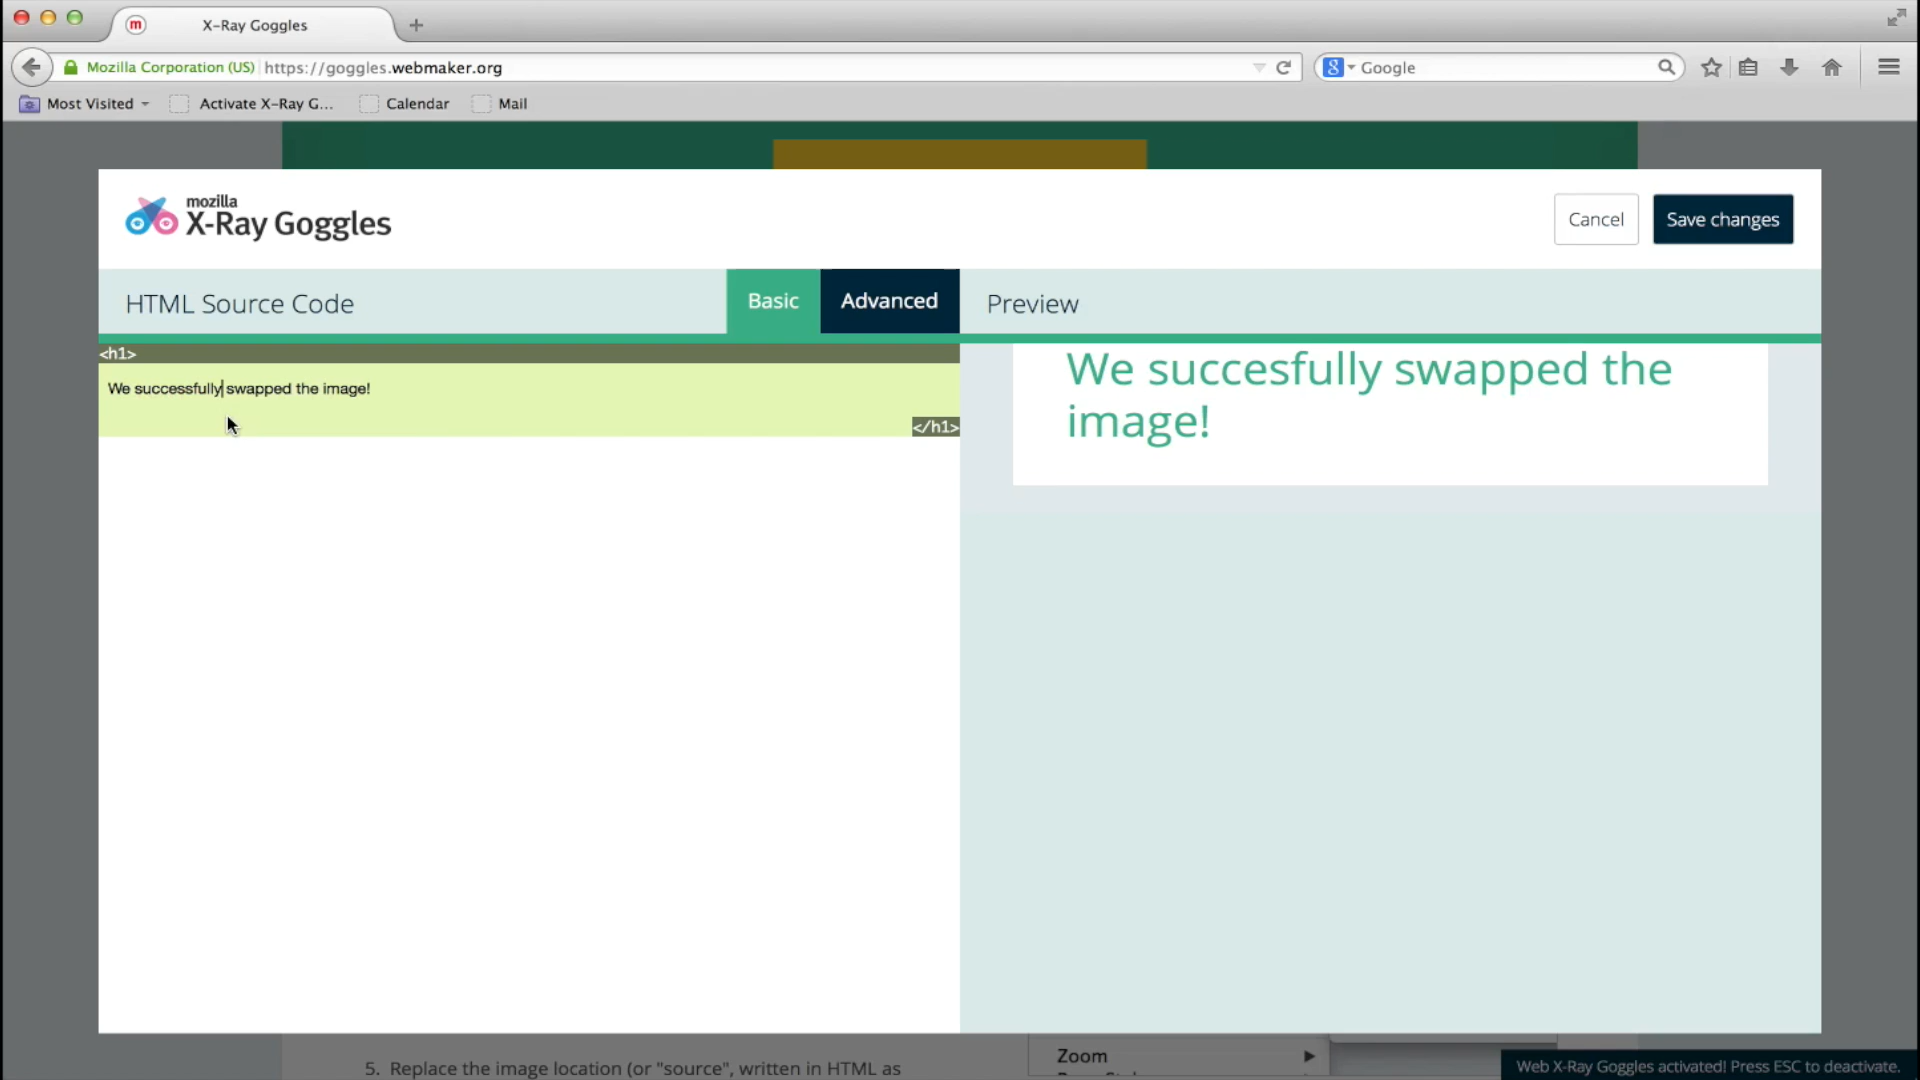 X-Ray Goggles
Mozilla Corporation (US) https://goggles.webmaker.org
Google
Most Visited Activate X-Ray G... Calendar Mail
mozilla
X-Ray Goggles
Cancel Save changes
HTML Source Code Basic Advanced Preview
<h1>
We successfully swapped the image!
</h1>
We succesfully swapped the
image!
5. Replace the image location (or "source", written in HTML as
Zoom
Web X-Ray Goggles activated! Press ESC to deactivate.